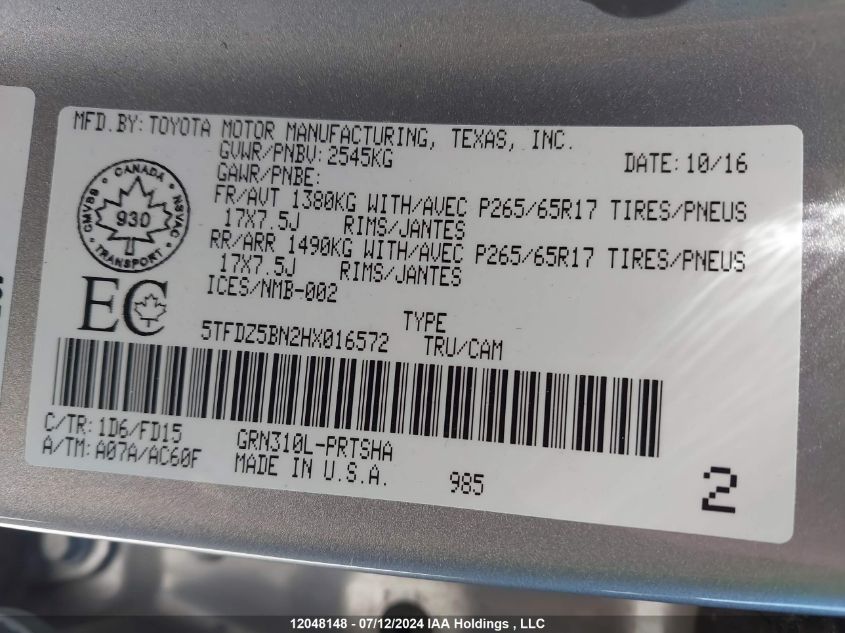 MFD. BY: TOYOTA MOTOR MANUFACTURING, TEXAS, INC.
GVWR/PNBV: 2545KG DATE: 10/16
GAWR/PNBE:
FR/AVT 1380KG WITH/AVEC P265/65R17 TIRES/PNEUS
17X7.5J RIMS/JANTES
RR/ARR 1490KG WITH/AVEC P265/65R17 TIRES/PNEUS
17X7.5J RIMS/JANTES
ICES/NMB-002
CANADA
CMVSS 930 NSVAC
TRANSPORT
EC
TYPE
5TFDZ5BN2HX016572 TRU/CAM
C/TR: 1D6/FD15 GRN310L-PRTSHA
A/TM: A07A/AC60F MADE IN U.S.A. 985 2
12048148 - 07/12/2024 IAA Holdings , LLC